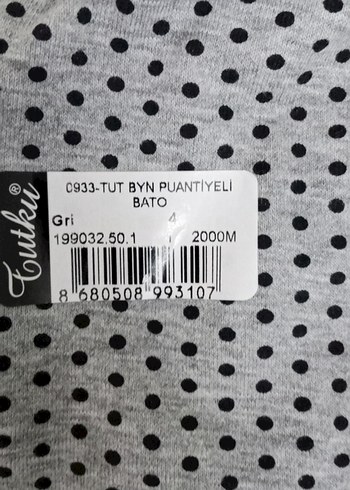 Tutku®
0933-TUT BYN PUANTİYELİ
BATO
Gri 4
199032.50.1 2000M
8 680508 993107